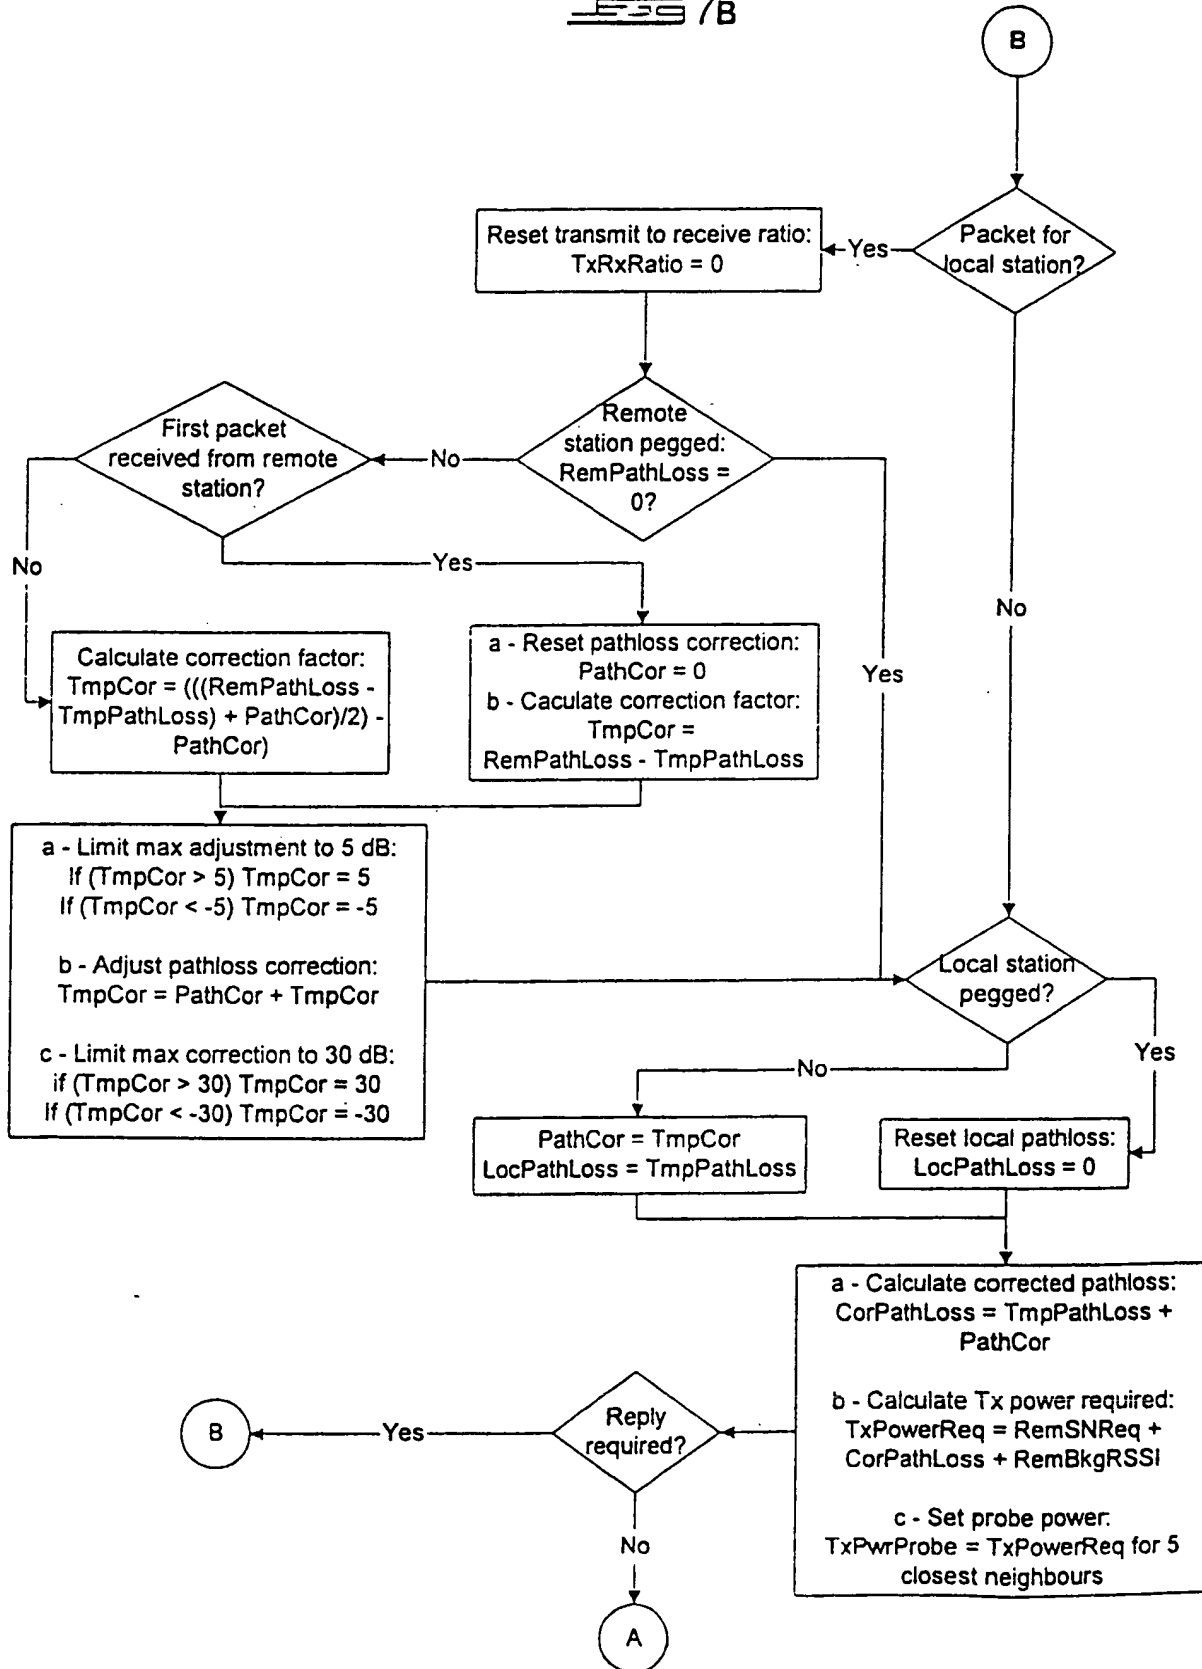 7B
B
Packet for
local station?
Yes
Reset transmit to receive ratio:
TxRxRatio = 0
Remote
station pegged:
RemPathLoss =
0?
No
First packet
received from remote
station?
No
Yes
Yes
No
Calculate correction factor:
TmpCor = (((RemPathLoss -
TmpPathLoss) + PathCor)/2) -
PathCor)
a - Reset pathloss correction:
PathCor = 0
b - Caculate correction factor:
TmpCor =
RemPathLoss - TmpPathLoss
a - Limit max adjustment to 5 dB:
If (TmpCor > 5) TmpCor = 5
If (TmpCor < -5) TmpCor = -5
b - Adjust pathloss correction:
TmpCor = PathCor + TmpCor
c - Limit max correction to 30 dB:
if (TmpCor > 30) TmpCor = 30
If (TmpCor < -30) TmpCor = -30
Local station
pegged?
No
Yes
PathCor = TmpCor
LocPathLoss = TmpPathLoss
Reset local pathloss:
LocPathLoss = 0
a - Calculate corrected pathloss:
CorPathLoss = TmpPathLoss +
PathCor
b - Calculate Tx power required:
TxPowerReq = RemSNReq +
CorPathLoss + RemBkgRSSI
c - Set probe power:
TxPwrProbe = TxPowerReq for 5
closest neighbours
Reply
required?
Yes
B
No
A